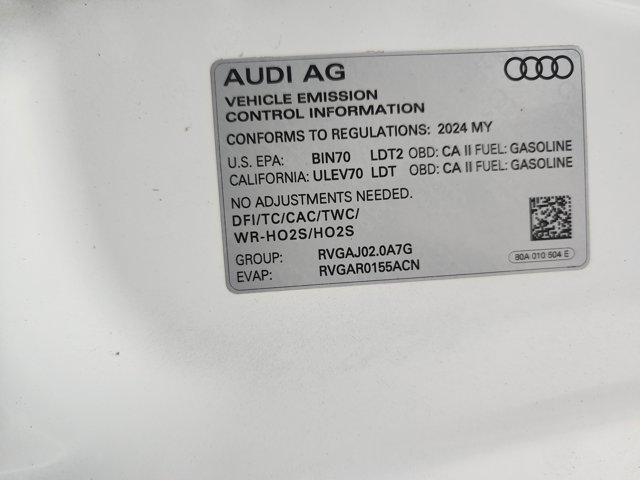 AUDI AG
VEHICLE EMISSION
CONTROL INFORMATION
CONFORMS TO REGULATIONS: 2024 MY
U.S. EPA: BIN70 LDT2 OBD: CA II FUEL: GASOLINE
CALIFORNIA: ULEV70 LDT OBD: CA II FUEL: GASOLINE
NO ADJUSTMENTS NEEDED.
DFI/TC/CAC/TWC/
WR-HO2S/HO2S
GROUP: RVGAJ02.0A7G
EVAP: RVGAR0155ACN
80A 010 504 E